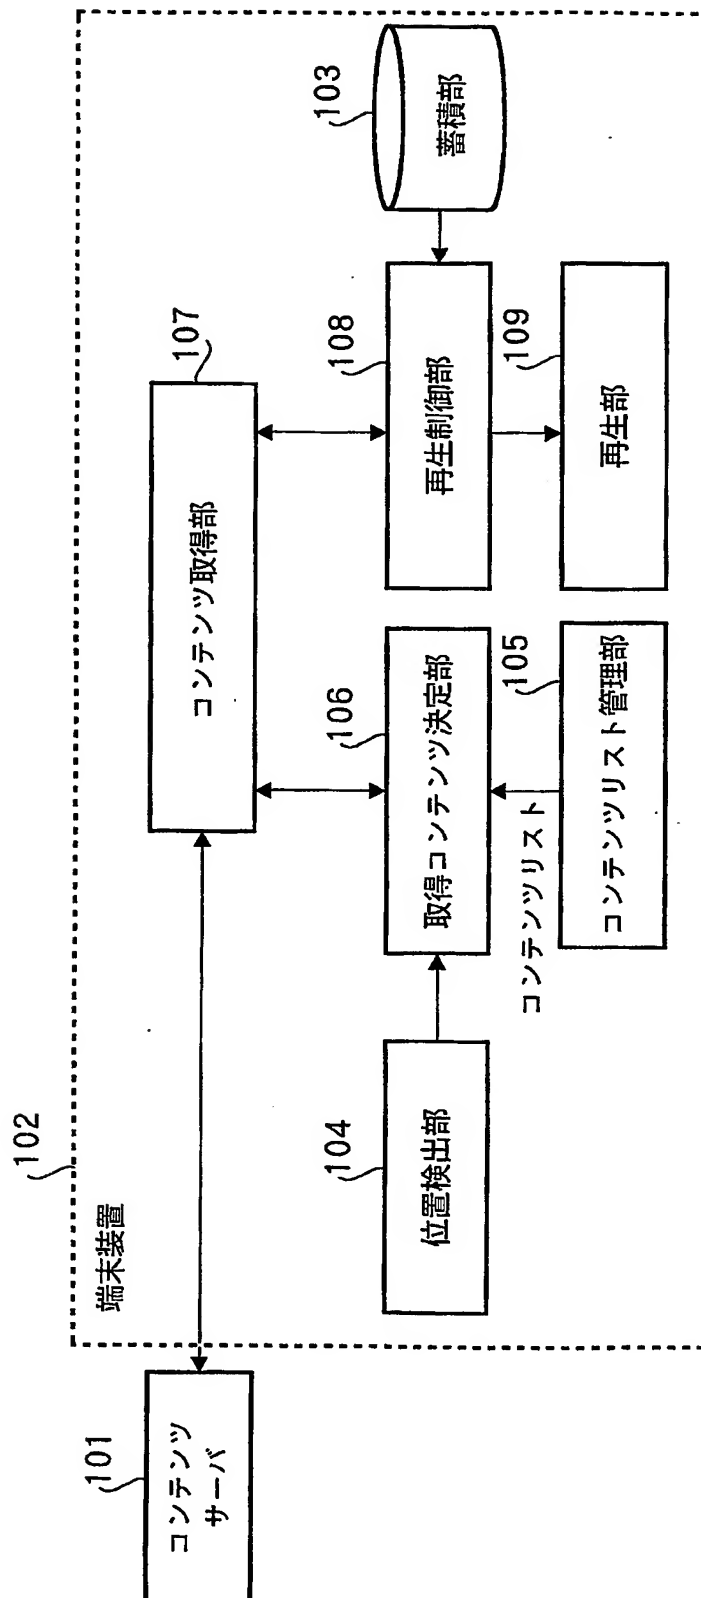 101
コンテンツ
サーバ
102
端末装置
107
コンテンツ取得部
104
位置検出部
106
取得コンテンツ決定部
108
再生制御部
103
蓄積部
コンテンツリスト
105
コンテンツリスト管理部
109
再生部